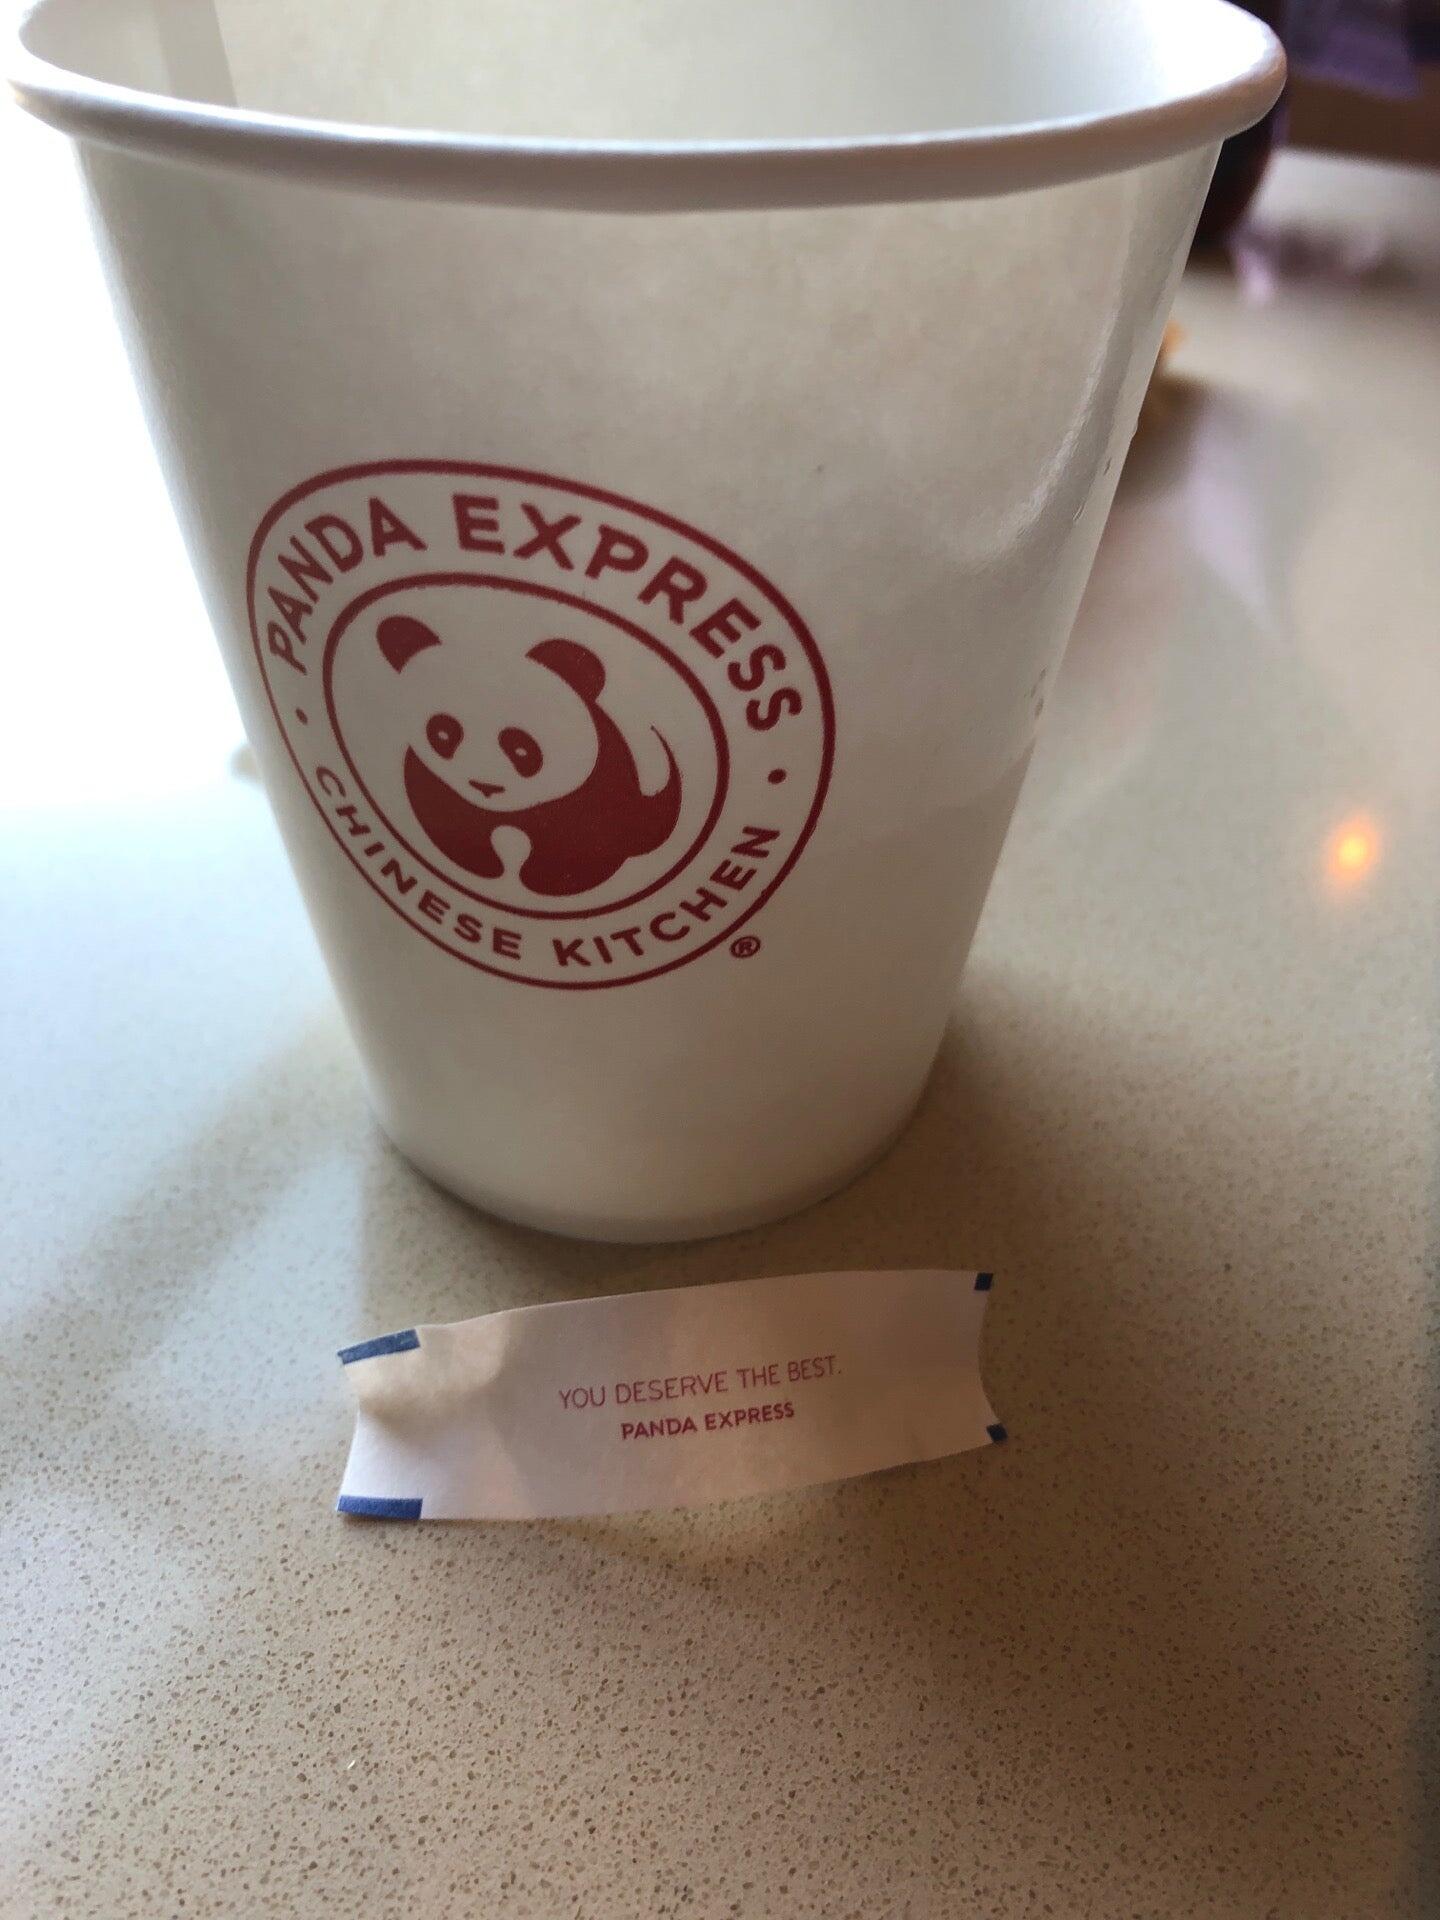 PANDA EXPRESS
CHINESE KITCHEN
®
YOU DESERVE THE BEST.
PANDA EXPRESS